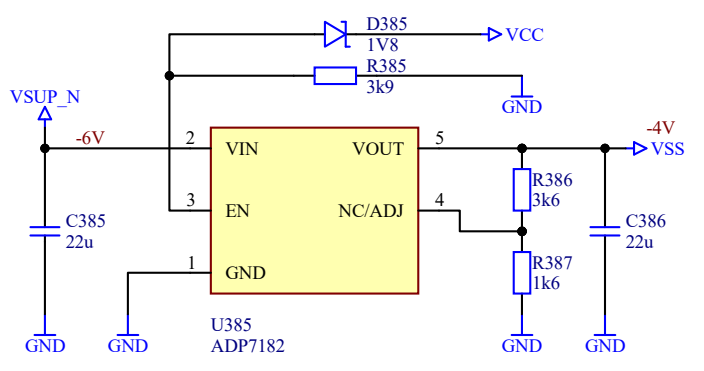 D385
1V8
VCC
R385
3k9
GND
VSUP_N
-6V
2
VIN
VOUT
5
-4V
VSS
3
EN
NC/ADJ
4
R386
3k6
C385
22u
C386
22u
1
GND
R387
1k6
U385
ADP7182
GND
GND
GND
GND